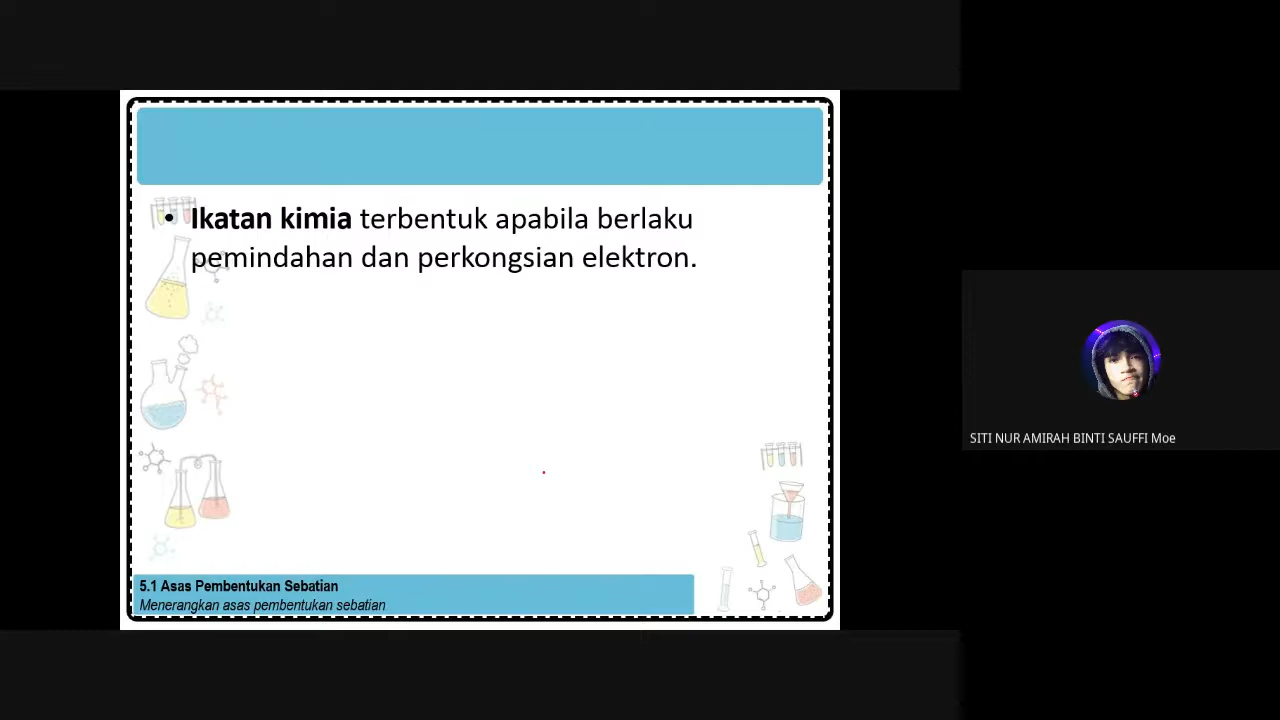 Ikatan kimia terbentuk apabila berlaku
pemindahan dan perkongsian elektron.
5.1 Asas Pembentukan Sebatian
Menerangkan asas pembentukan sebatian
SITI NUR AMIRAH BINTI SAUFFI Moe